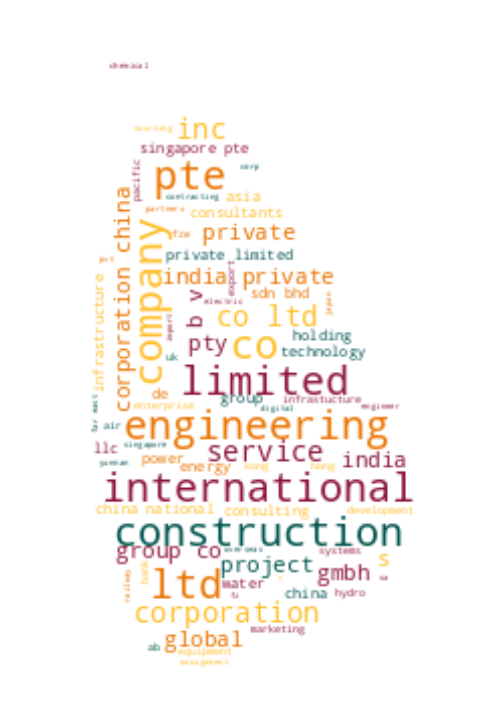 chemical
sourcing inc
singapore pte
pacific
corp
pte
contracting asia
partners consultants
corporation china
company
fze private
private limited
pvt
india private
export
sdn bhd
electric
japan
infrastructure
b v
co ltd
import
pty co
holding
technology
uk
limited
de group infrastucture
enterprise digital engineer
far east
air
engineering
llc singapore service
yunnan power energy kong hong india
international
china national consulting development
construction
group co overseas systems
project s
bank
railway
ltd water gmbh
china hydro
corporation
marketing
ab global
equipment
management